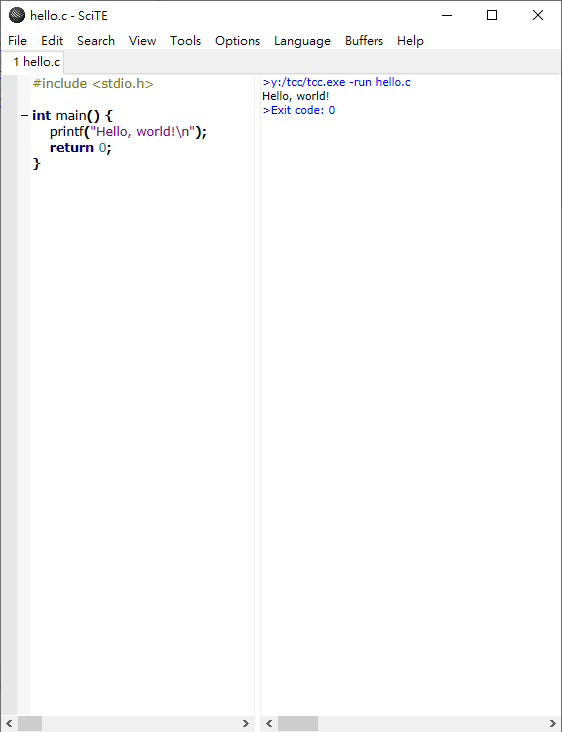 hello.c - SciTE
File Edit Search View Tools Options Language Buffers Help
1 hello.c
#include <stdio.h>
int main() {
printf("Hello, world!\n");
return 0;
}
>y:/tcc/tcc.exe -run hello.c
Hello, world!
>Exit code: 0